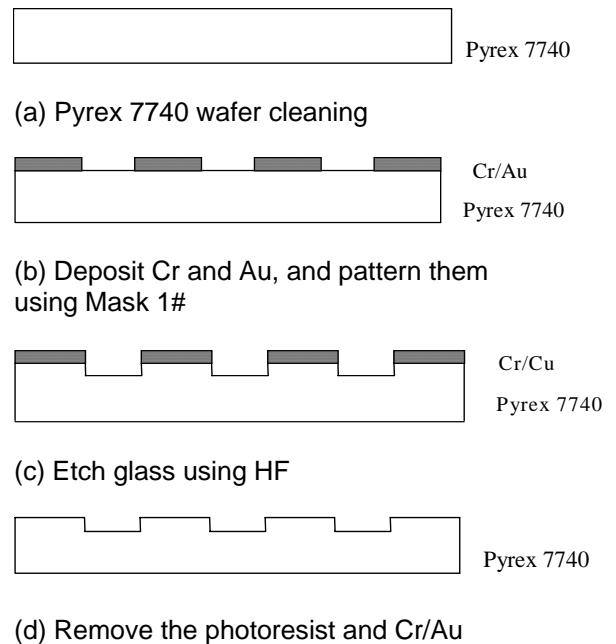 Pyrex 7740
(a) Pyrex 7740 wafer cleaning
Cr/Au
Pyrex 7740
(b) Deposit Cr and Au, and pattern them
using Mask 1#
Cr/Cu
Pyrex 7740
(c) Etch glass using HF
Pyrex 7740
(d) Remove the photoresist and Cr/Au